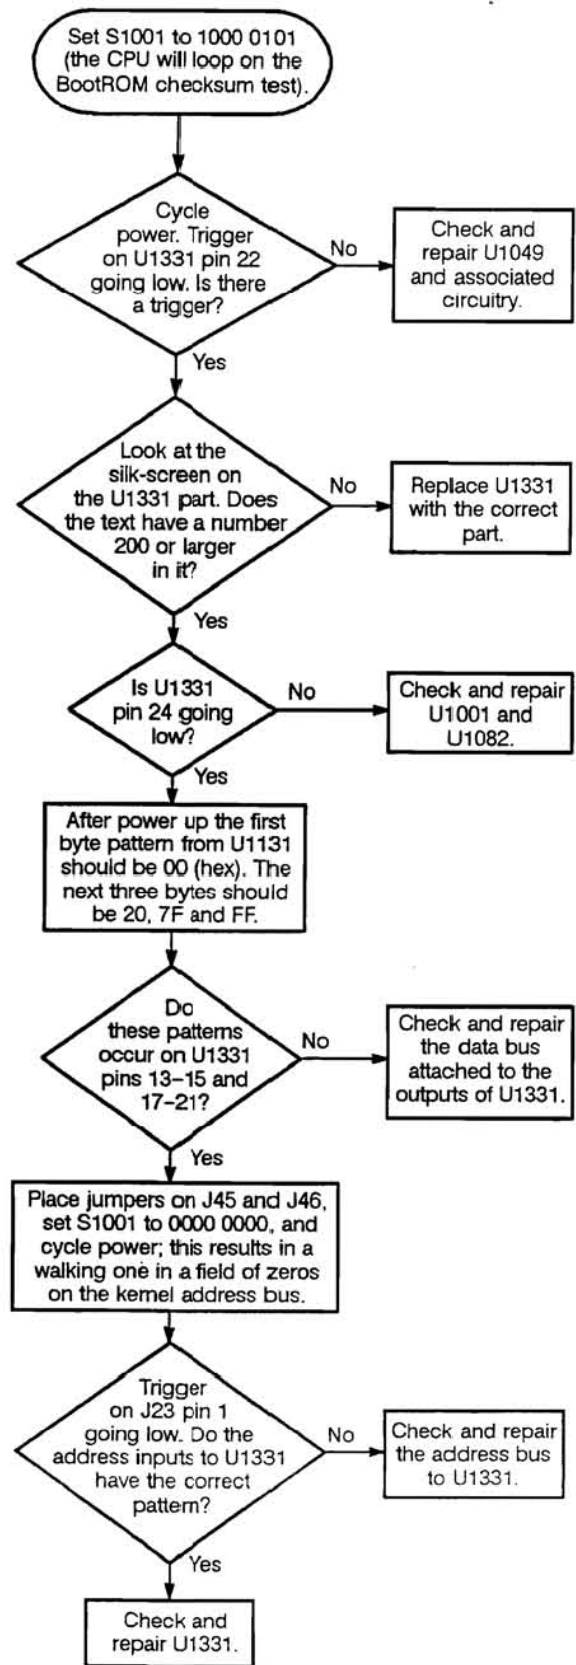 Set S1001 to 1000 0101
(the CPU will loop on the
BootROM checksum test).
Cycle
power. Trigger
on U1331 pin 22
going low. Is there
a trigger?
No
Check and
repair U1049
and associated
circuitry.
Yes
Look at the
silk-screen on
the U1331 part. Does
the text have a number
200 or larger
in it?
No
Replace U1331
with the correct
part.
Yes
Is U1331
pin 24 going
low?
No
Check and repair
U1001 and
U1082.
Yes
After power up the first
byte pattern from U1131
should be 00 (hex). The
next three bytes should
be 20, 7F and FF.
Do
these patterns
occur on U1331
pins 13–15 and
17–21?
No
Check and repair
the data bus
attached to the
outputs of U1331.
Yes
Place jumpers on J45 and J46,
set S1001 to 0000 0000, and
cycle power; this results in a
walking one in a field of zeros
on the kernel address bus.
Trigger
on J23 pin 1
going low. Do the
address inputs to U1331
have the correct
pattern?
No
Check and repair
the address bus
to U1331.
Yes
Check and
repair U1331.